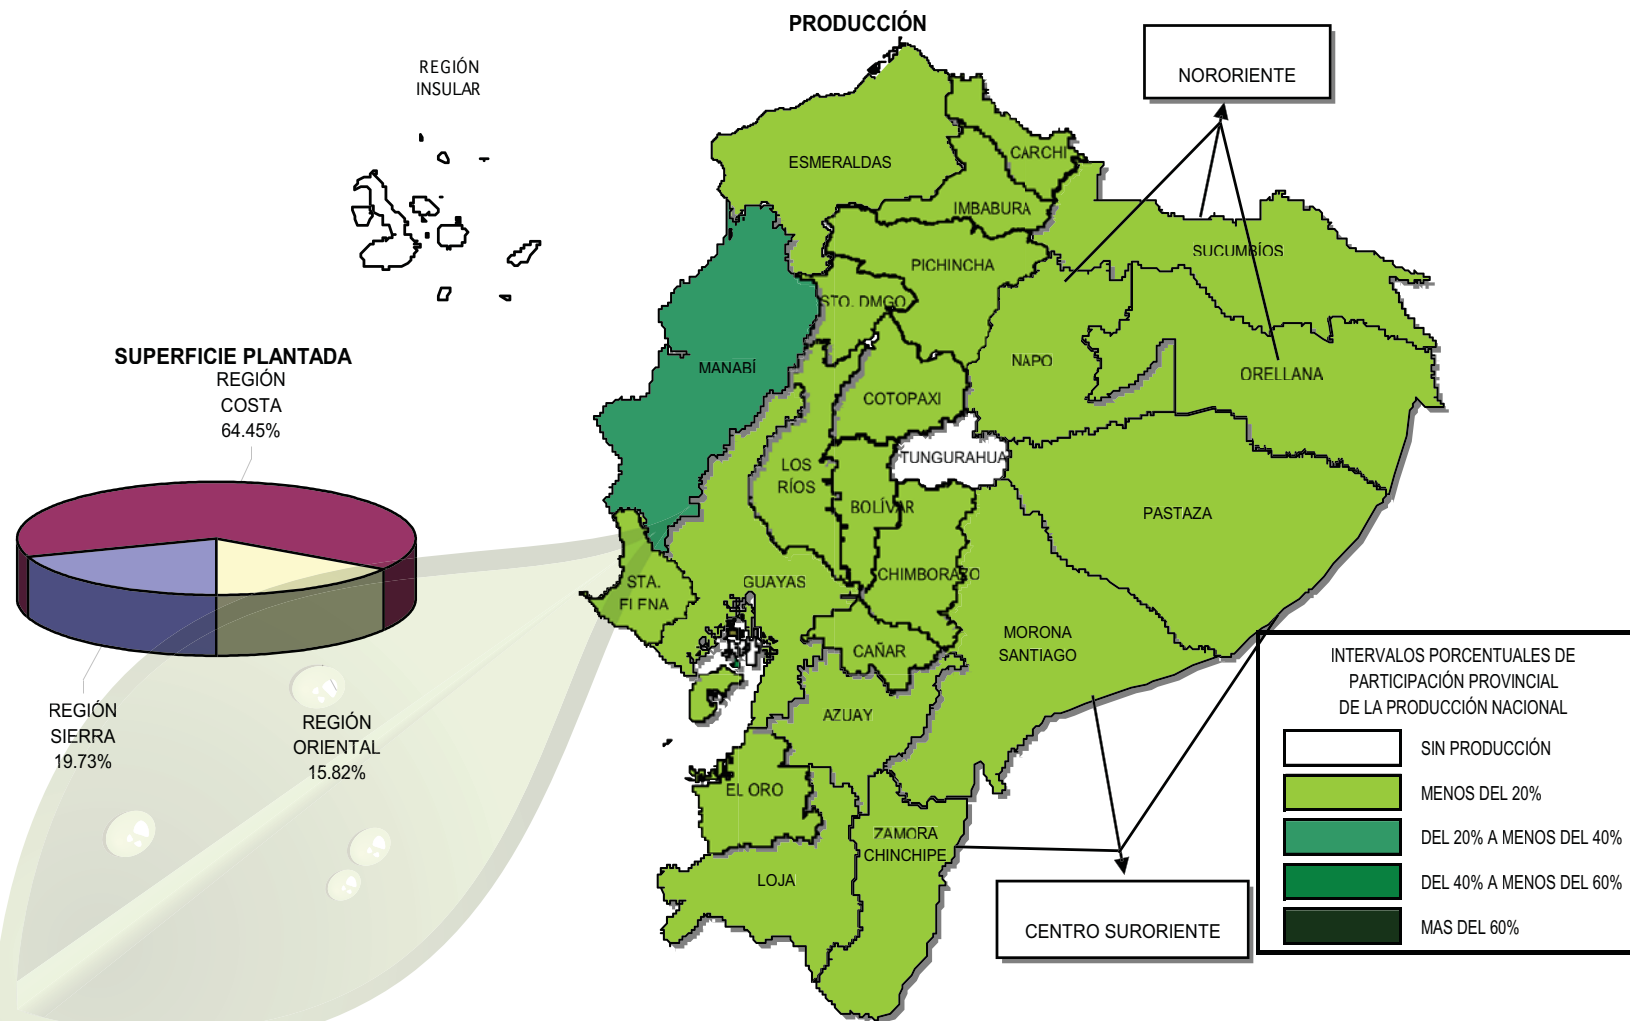 PRODUCCIÓN
REGIÓN
INSULAR
NORORIENTE
ESMERALDAS
CARCHI
IMBABURA
SUCUMBÍOS
PICHINCHA
STO. DMGO
MANABÍ
NAPO
ORELLANA
COTOPAXI
TUNGURAHUA
LOS
RÍOS
BOLÍVAR
PASTAZA
CHIMBORAZO
STA.
GUAYAS
MORONA
SANTIAGO
CAÑAR
AZUAY
EL ORO
ZAMORA
CHINCHIPE
LOJA
CENTRO SURORIENTE
SUPERFICIE PLANTADA
REGIÓN
COSTA
64.45%
REGIÓN
SIERRA
19.73%
REGIÓN
ORIENTAL
15.82%
INTERVALOS PORCENTUALES DE
PARTICIPACIÓN PROVINCIAL
DE LA PRODUCCIÓN NACIONAL
SIN PRODUCCIÓN
MENOS DEL 20%
DEL 20% A MENOS DEL 40%
DEL 40% A MENOS DEL 60%
MAS DEL 60%